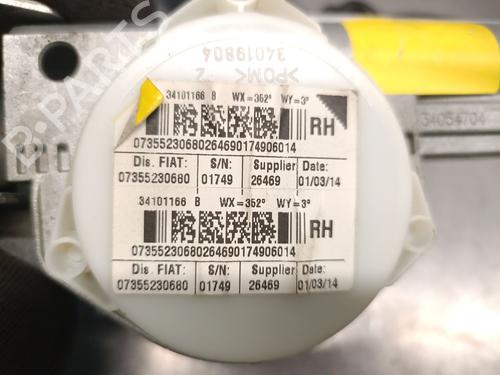 34019804
>POM<
34054704
34101166 B WX=352° WY=3°
RH
07355230680264690174906014
Dis. FIAT: S/N: Supplier Date:
07355230680 01749 26469 01/03/14
34101166 B WX=352° WY=3°
RH
07355230680264690174906014
Dis. FIAT: S/N: Supplier Date:
07355230680 01749 26469 01/03/14
B-PARTS